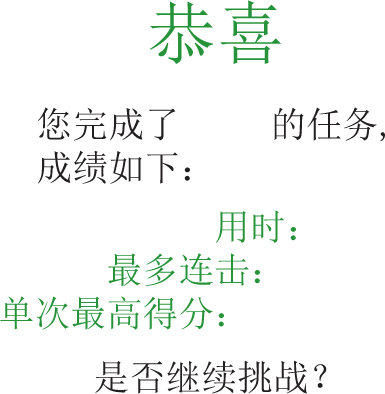 恭喜
您完成了 的任务,
成绩如下:
用时:
最多连击:
单次最高得分:
是否继续挑战?